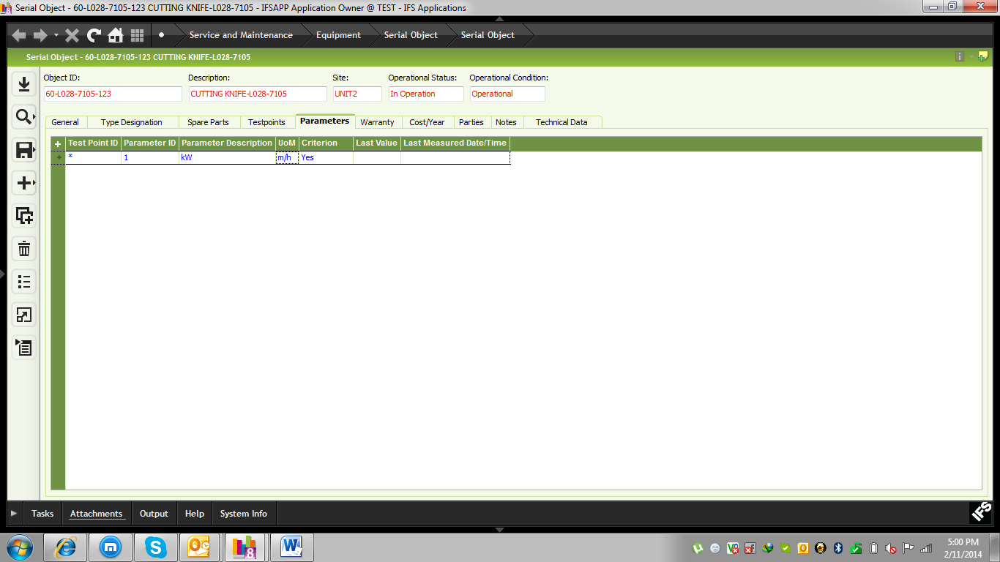 Serial Object - 60-L028-7105-123 CUTTING KNIFE-L028-7105 - IFSAPP Application Owner @ TEST - IFS Applications
Service and Maintenance Equipment Serial Object Serial Object
Serial Object - 60-L028-7105-123 CUTTING KNIFE-L028-7105
Object ID: Description: Site: Operational Status: Operational Condition:
60-L028-7105-123 CUTTING KNIFE-L028-7105 UNIT2 In Operation Operational
General Type Designation Spare Parts Testpoints Parameters Warranty Cost/Year Parties Notes Technical Data
Test Point ID Parameter ID Parameter Description UoM Criterion Last Value Last Measured Date/Time
* 1 kW m/h Yes
Tasks Attachments Output Help System Info
IFS
5:00 PM
2/11/2014